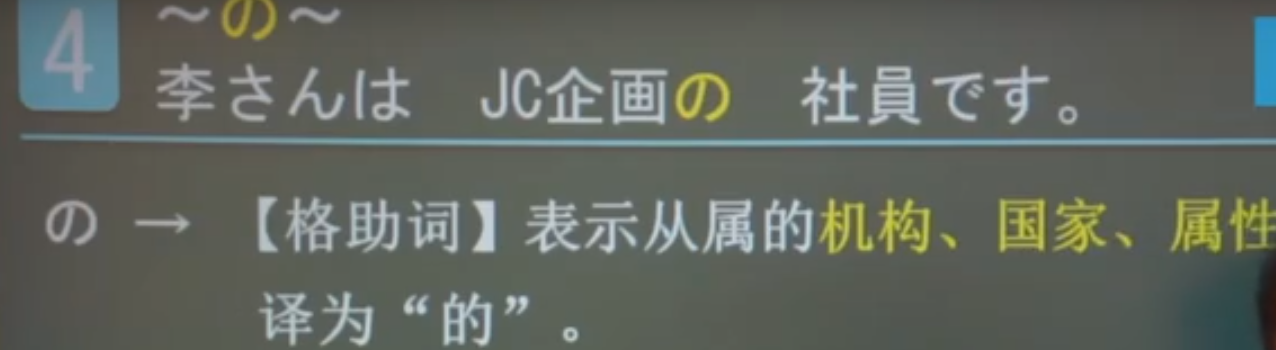 4 ～の～
李さんは　JC企画の　社員です。
の → 【格助词】表示从属的机构、国家、属性
译为“的”。